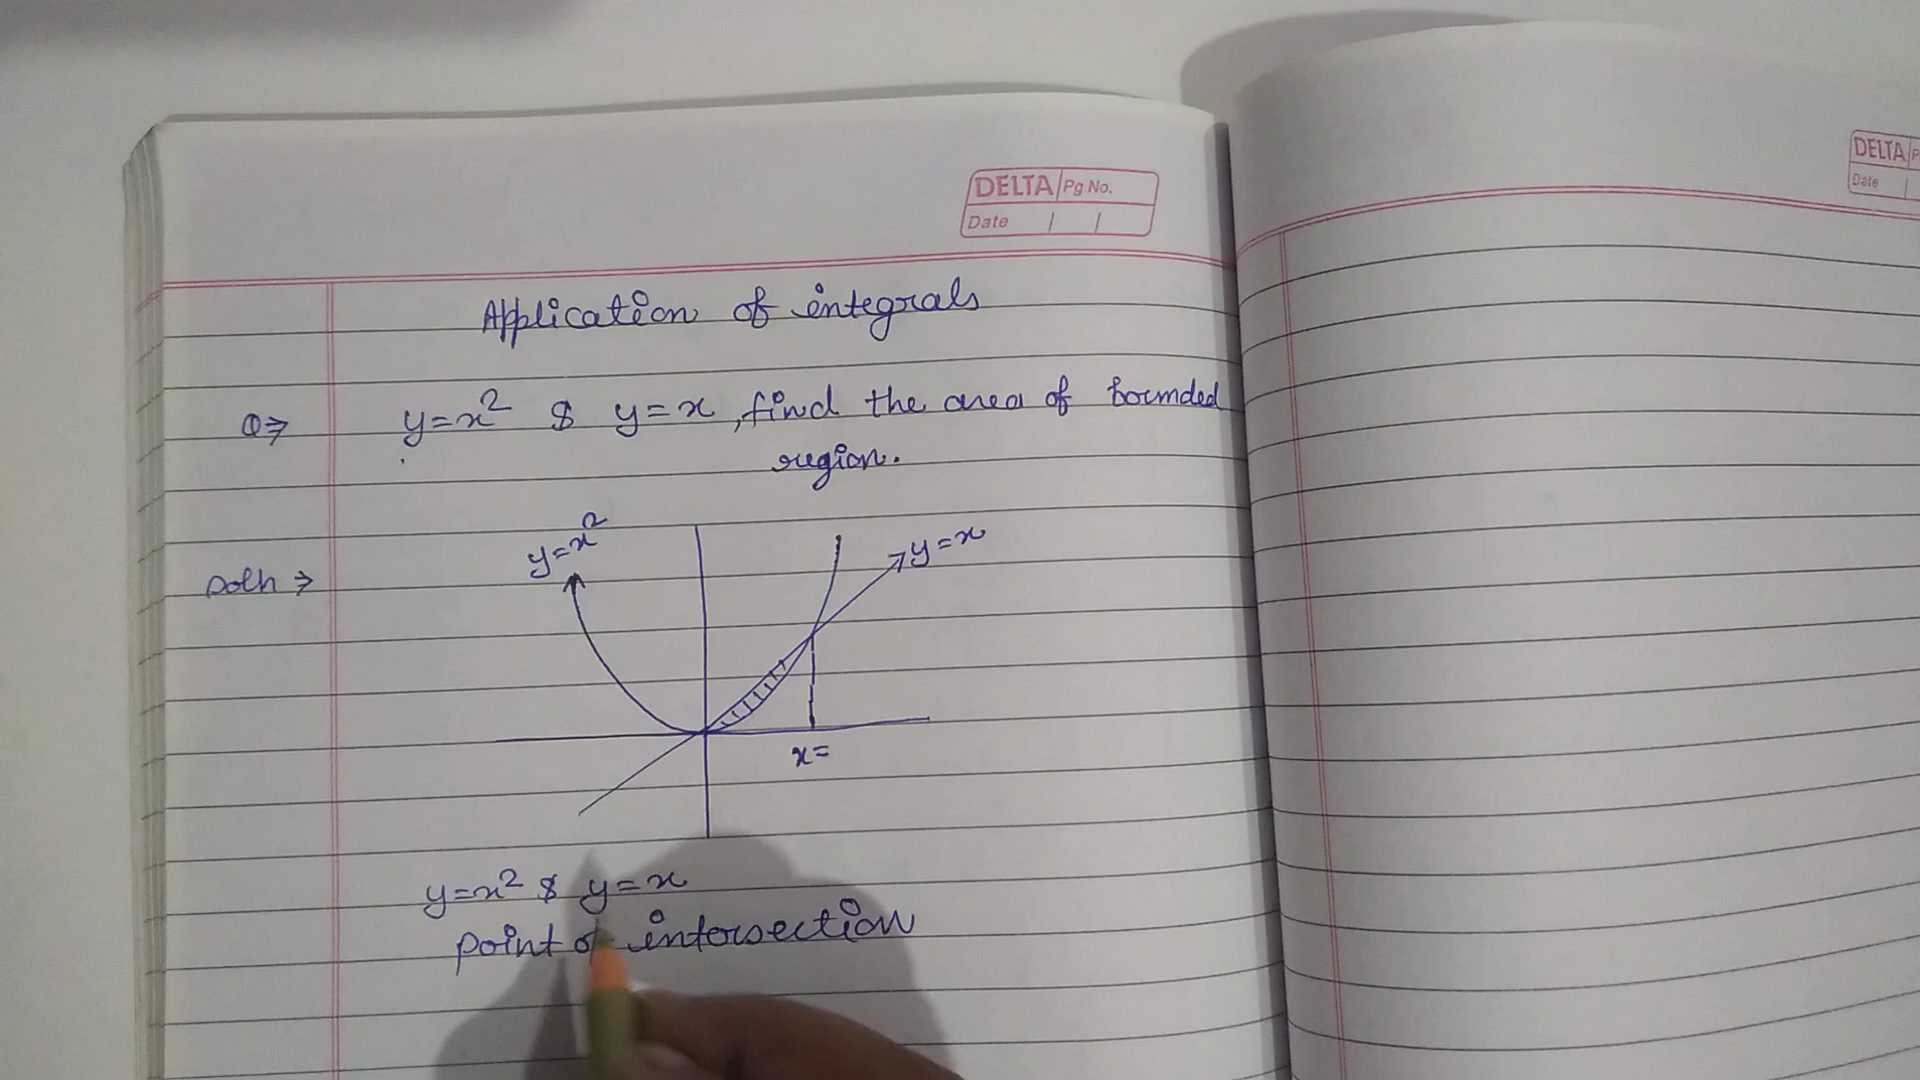 DELTA Pg No.
Date
DELTA P
Date
Application of integrals
Q⇒ y=x² & y=x, find the area of bounded
region.
Soln ⇒
y=x²
y=x
x=
y=x² & y=x
point of intersection